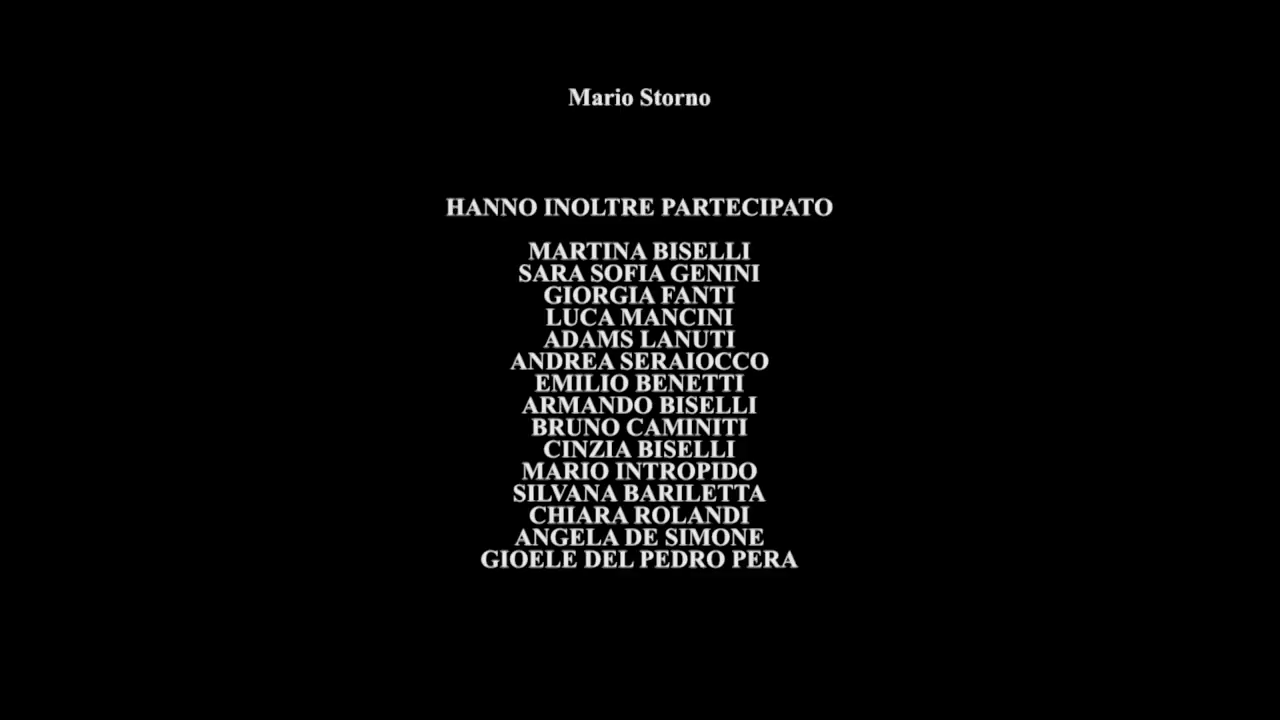 Mario Storno
HANNO INOLTRE PARTECIPATO
MARTINA BISELLI
SARA SOFIA GENINI
GIORGIA FANTI
LUCA MANCINI
ADAMS LANUTI
ANDREA SERAIOCCO
EMILIO BENETTI
ARMANDO BISELLI
BRUNO CAMINITI
CINZIA BISELLI
MARIO INTROPIDO
SILVANA BARILETTA
CHIARA ROLANDI
ANGELA DE SIMONE
GIOELE DEL PEDRO PERA